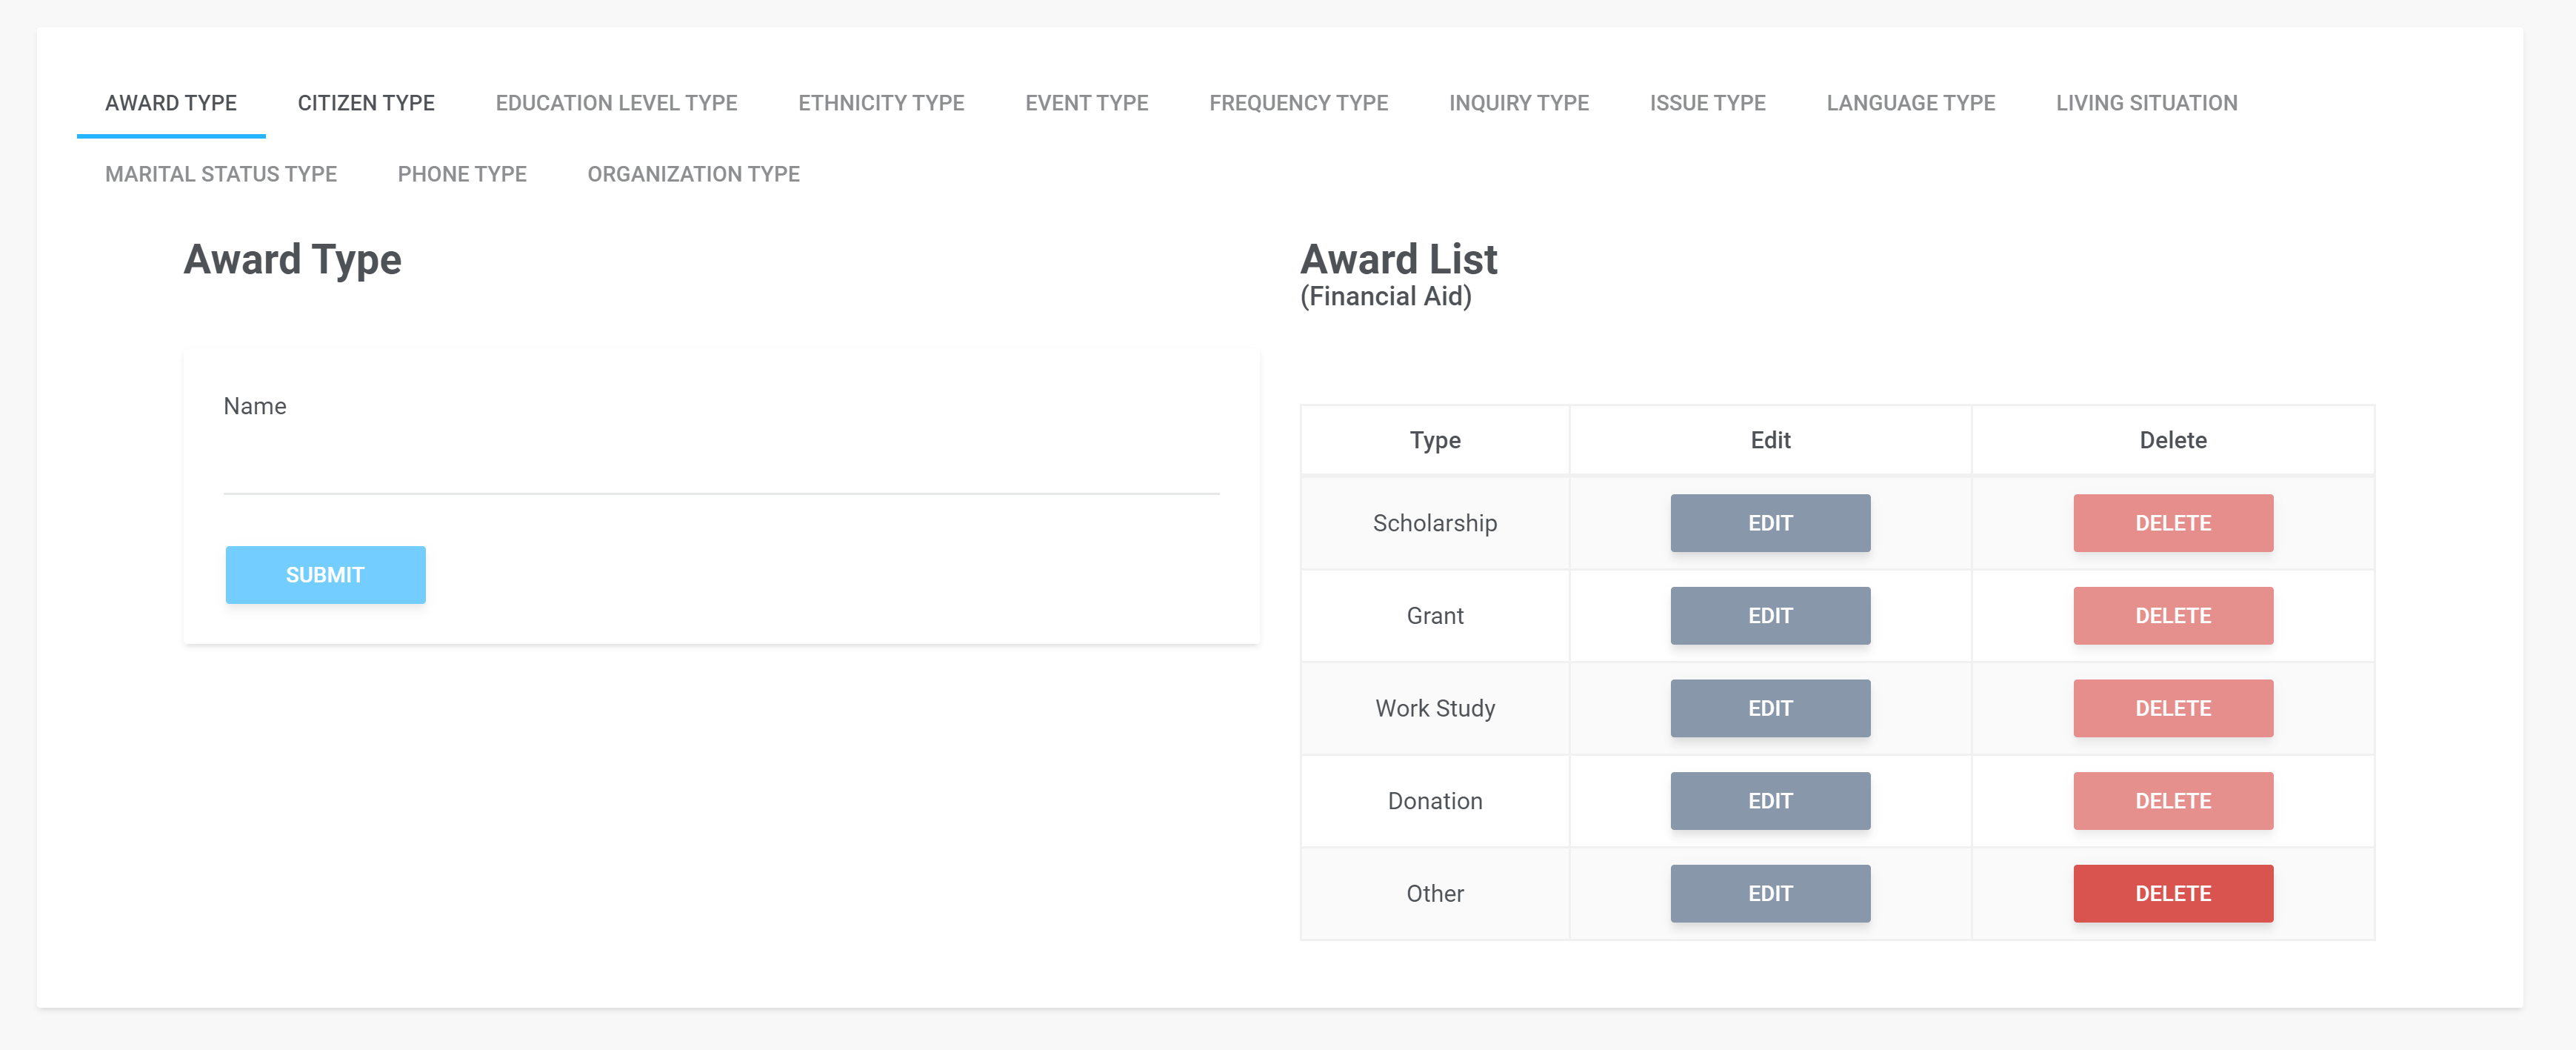 AWARD TYPE CITIZEN TYPE EDUCATION LEVEL TYPE ETHNICITY TYPE EVENT TYPE FREQUENCY TYPE INQUIRY TYPE ISSUE TYPE LANGUAGE TYPE LIVING SITUATION
MARITAL STATUS TYPE PHONE TYPE ORGANIZATION TYPE
Award Type
Name
SUBMIT
Award List
(Financial Aid)
Type Edit Delete
Scholarship EDIT DELETE
Grant EDIT DELETE
Work Study EDIT DELETE
Donation EDIT DELETE
Other EDIT DELETE